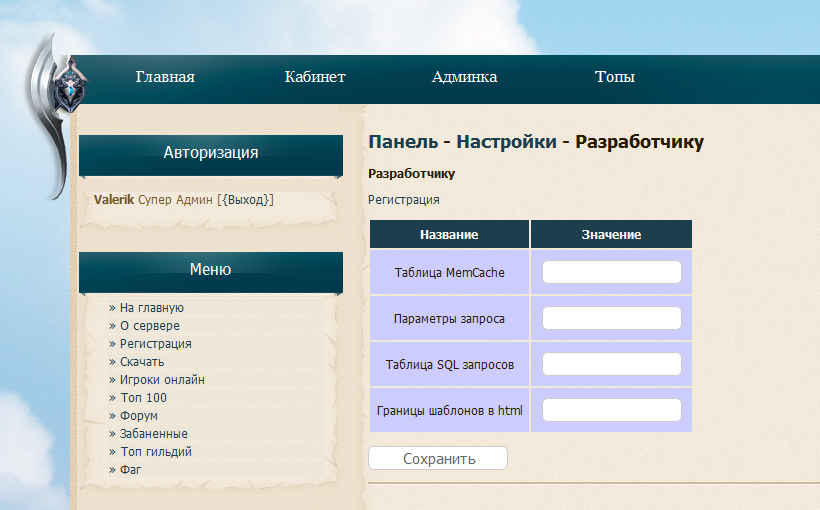 Главная Кабинет Админка Топы
Авторизация
Valerik Супер Админ [{Выход}]
Меню
» На главную
» О сервере
» Регистрация
» Скачать
» Игроки онлайн
» Топ 100
» Форум
» Забаненные
» Топ гильдий
» Фаг
Панель - Настройки - Разработчику
Разработчику
Регистрация
Название Значение
Таблица MemCache
Параметры запроса
Таблица SQL запросов
Границы шаблонов в html
Сохранить